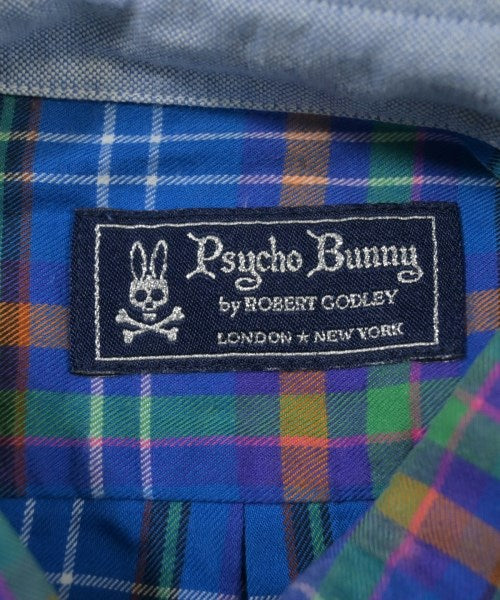 Psycho Bunny
by ROBERT GODLEY
LONDON ★ NEW YORK